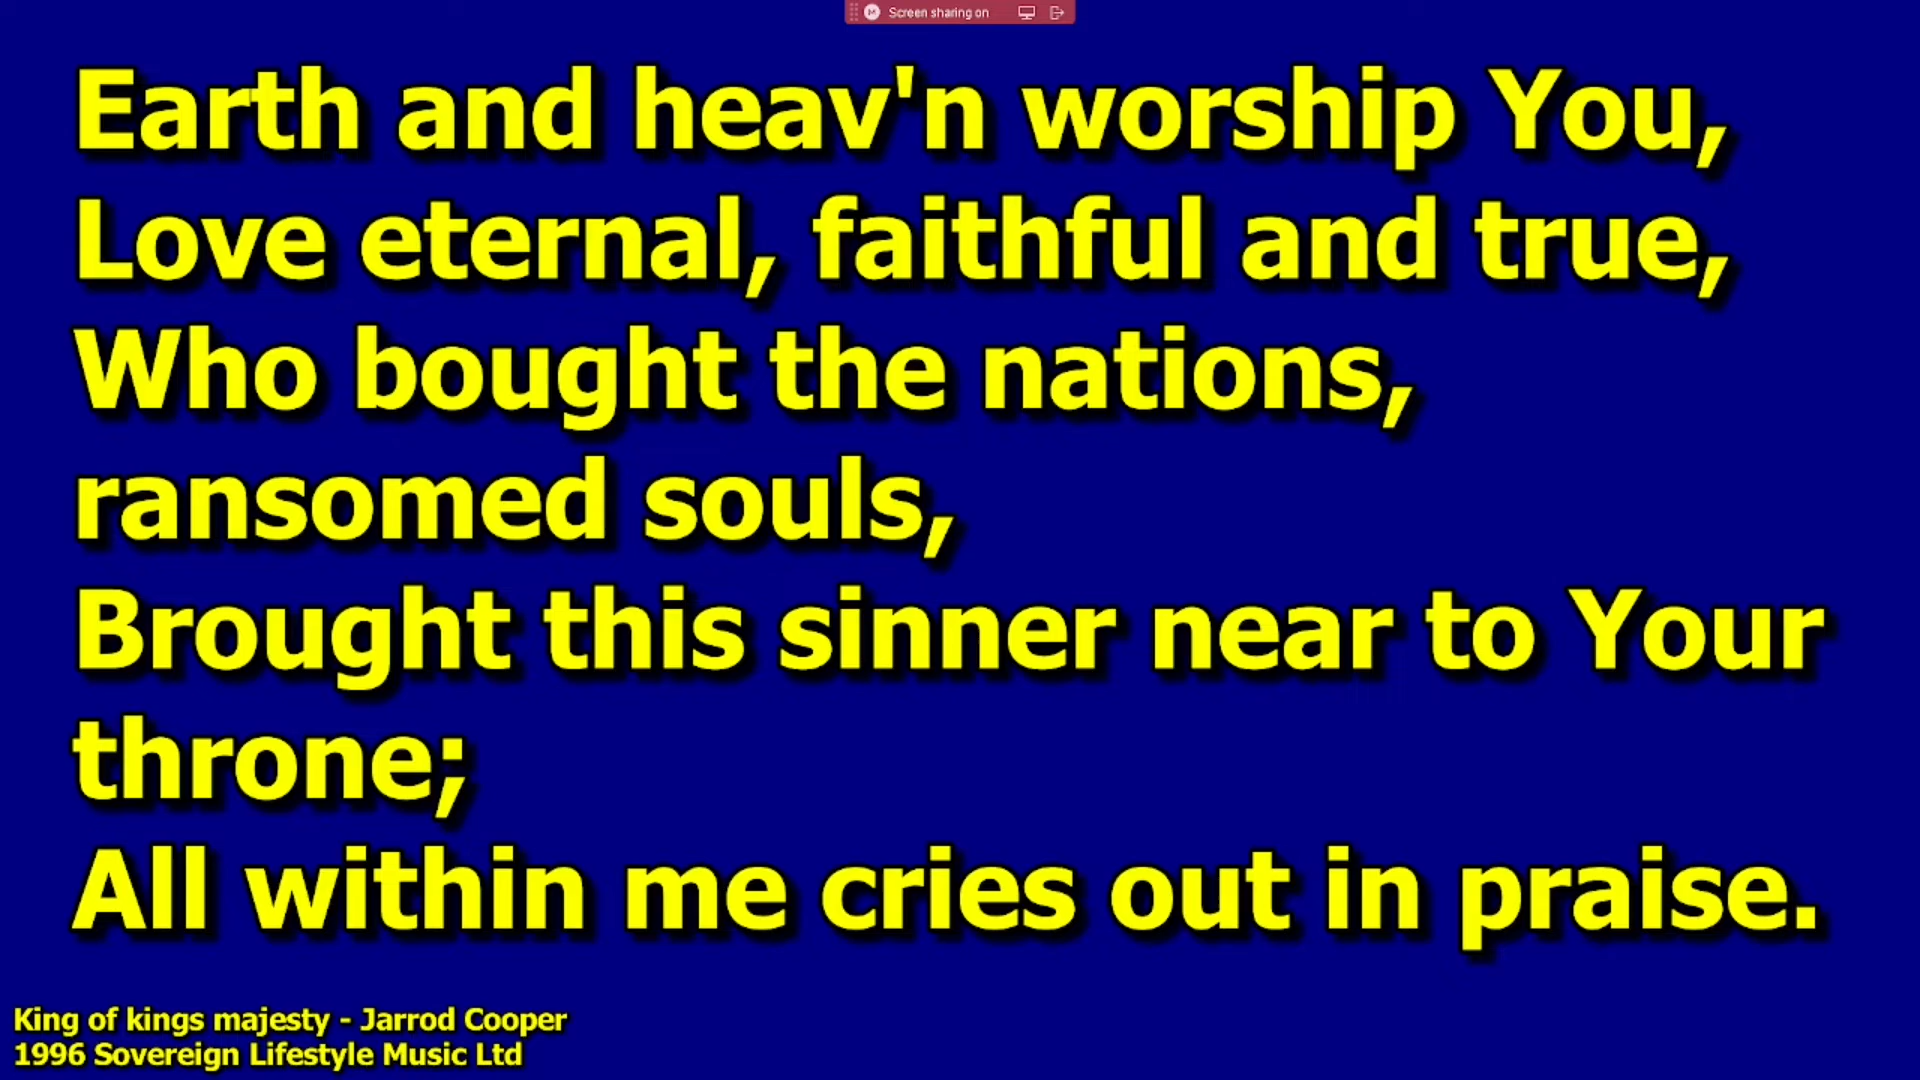 Screen sharing on
Earth and heav'n worship You,
Love eternal, faithful and true,
Who bought the nations,
ransomed souls,
Brought this sinner near to Your
throne;
All within me cries out in praise.
King of kings majesty - Jarrod Cooper
1996 Sovereign Lifestyle Music Ltd